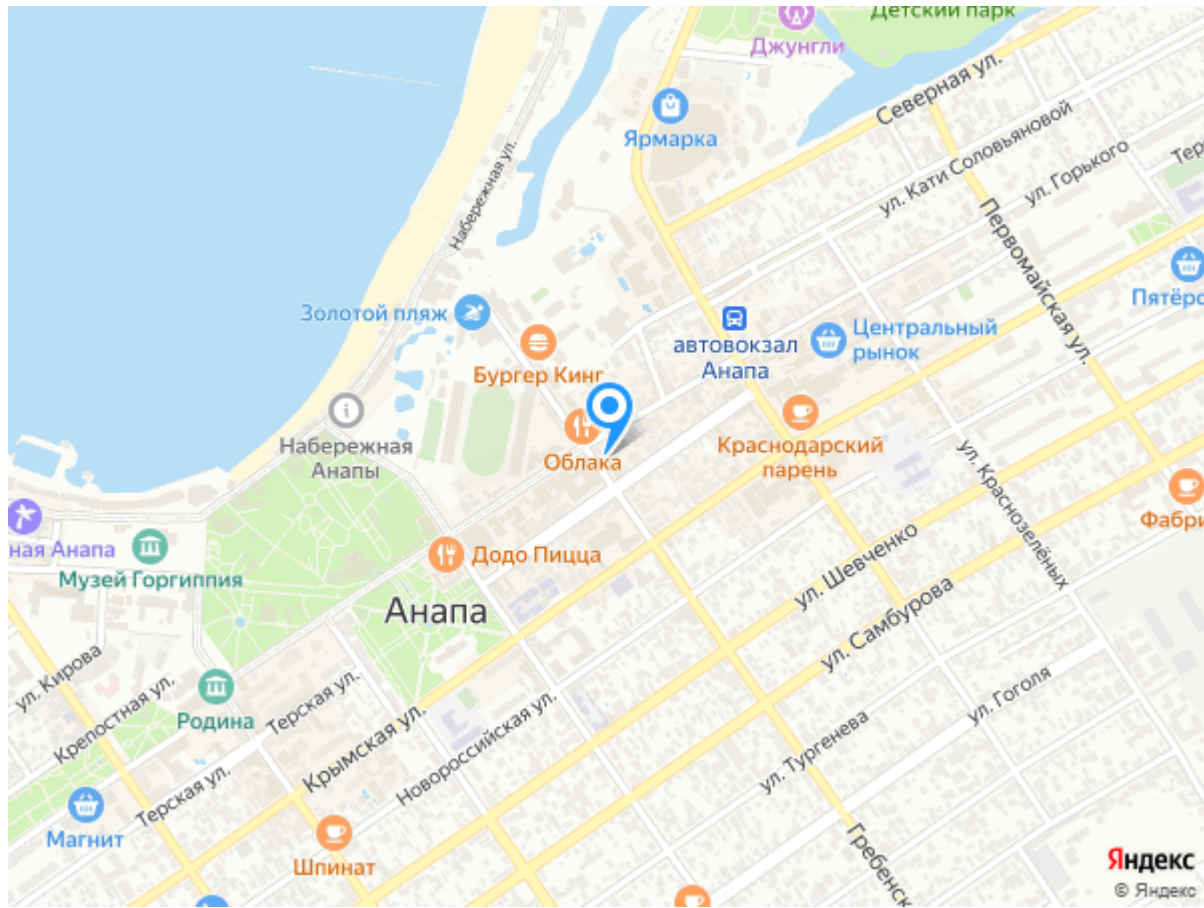 Детский парк
Джунгли
Северная ул.
Ярмарка
ул. Кати Соловьяновой
ул. Горького
Тер
Набережная ул.
Первомайская ул.
Пятёро
Золотой пляж
автовокзал
Анапа
Центральный
рынок
Бургер Кинг
Набережная
Анапы
Облака
Краснодарский
парень
ул. Краснозелёных
Фабри
ная Анапа
Музей Горгиппия
Додо Пицца
Анапа
ул. Шевченко
ул. Самбурова
ул. Кирова
Крепостная ул.
Родина
Терская ул.
Крымская ул.
Новороссийская ул.
ул. Гоголя
ул. Тургенева
Терская ул.
Магнит
Шпинат
Гребенск
Яндекс
© Яндекс